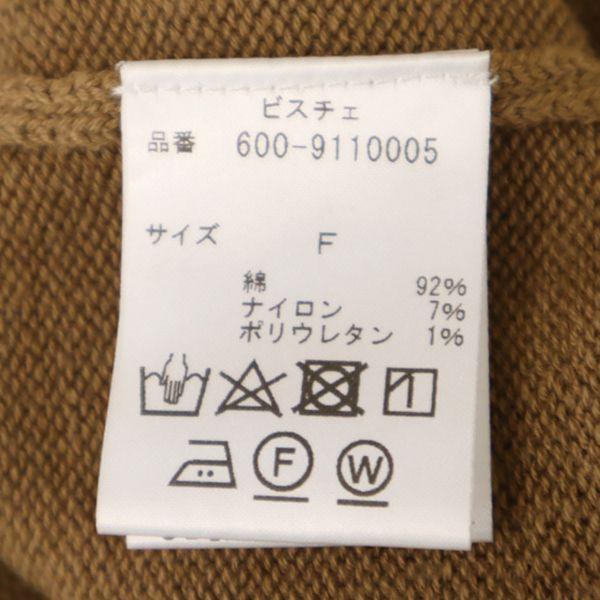 ビスチェ
品番 600-9110005
サイズ F
綿 92%
ナイロン 7%
ポリウレタン 1%
F W